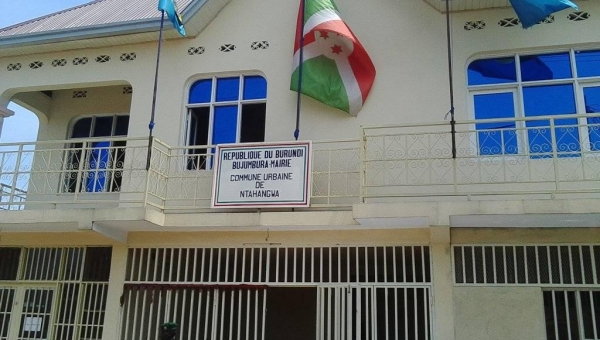 REPUBLIQUE DU BURUNDI
BUJUMBURA-MAIRIE
COMMUNE URBAINE
DE
NTAHANGWA